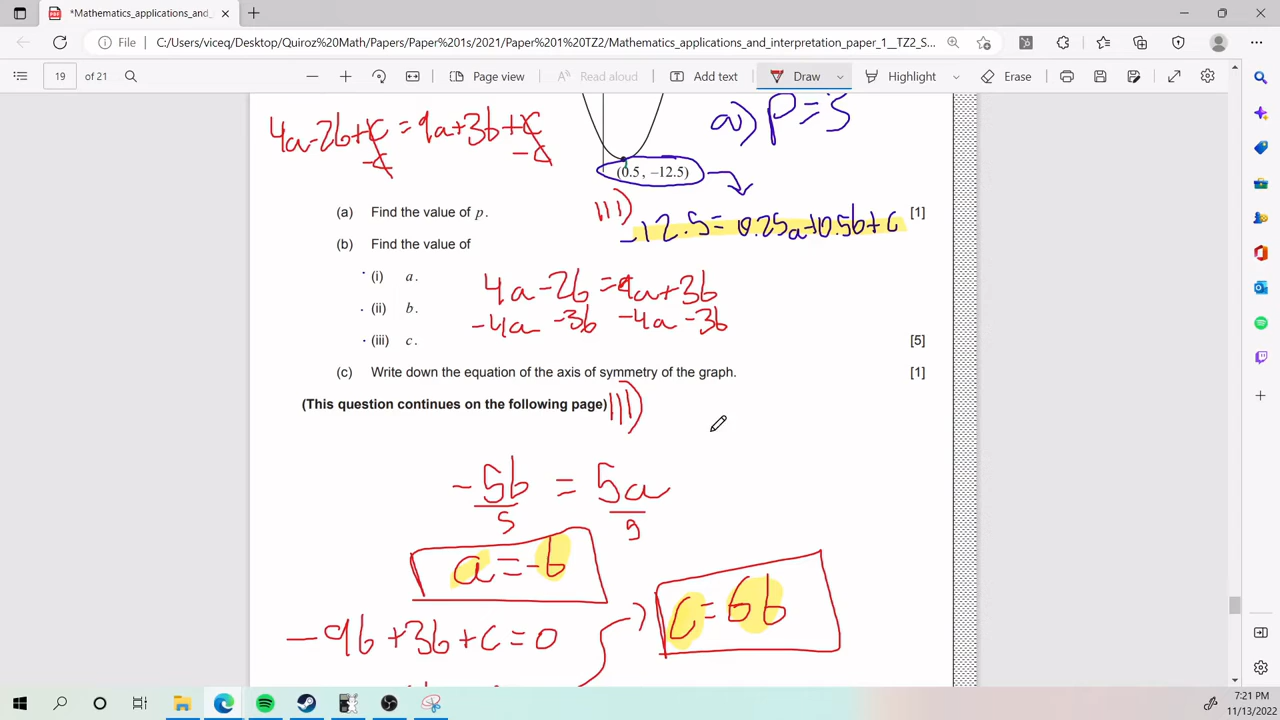 *Mathematics_applications_and_
File
C:/Users/viceq/Desktop/Quiroz%20Math/Papers/Paper%201s/2021/Paper%201%20TZ2/Mathematics_applications_and_interpretation_paper_1__TZ2_S...
19 of 21
Page view
Read aloud
Add text
Draw
Highlight
Erase
4a-2b+c=9a+3b+c
-c -c
a) p=3
(0.5, −12.5)
(a) Find the value of p. [1]
III) -12.5=0.25a+0.5b+c
(b) Find the value of
(i) a.
4a-2b=9a+3b
(ii) b.
-4a -3b -4a -3b
(iii) c. [5]
(c) Write down the equation of the axis of symmetry of the graph. [1]
(This question continues on the following page) III)
-5b = 5a
5 5
a=-b
c=6b
-9b+3b+c=0
7:21 PM
11/13/2022